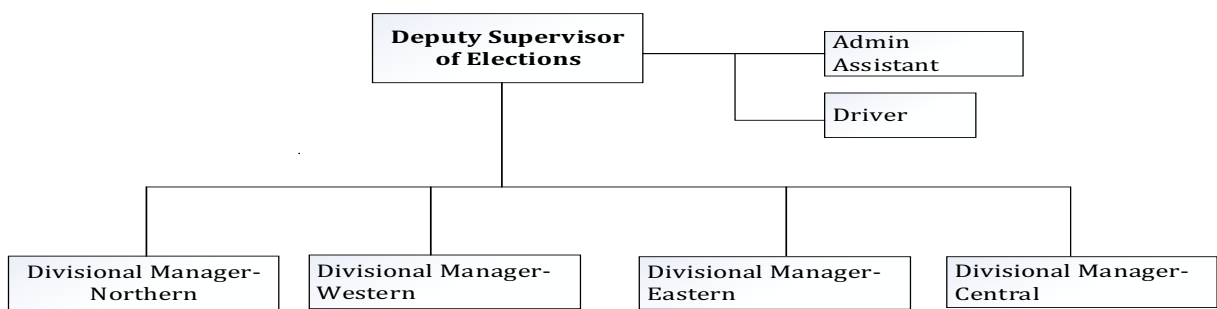 Deputy Supervisor
of Elections
Admin
Assistant
Driver
Divisional Manager-
Northern
Divisional Manager-
Western
Divisional Manager-
Eastern
Divisional Manager-
Central